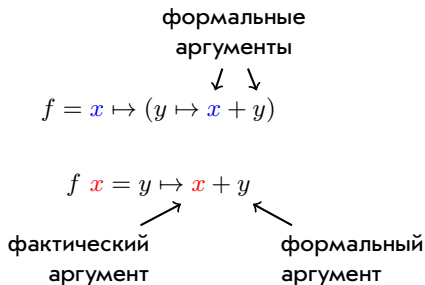 формальные
аргументы
f = x ↦ (y ↦ x + y)
f x = y ↦ x + y
фактический
аргумент
формальный
аргумент